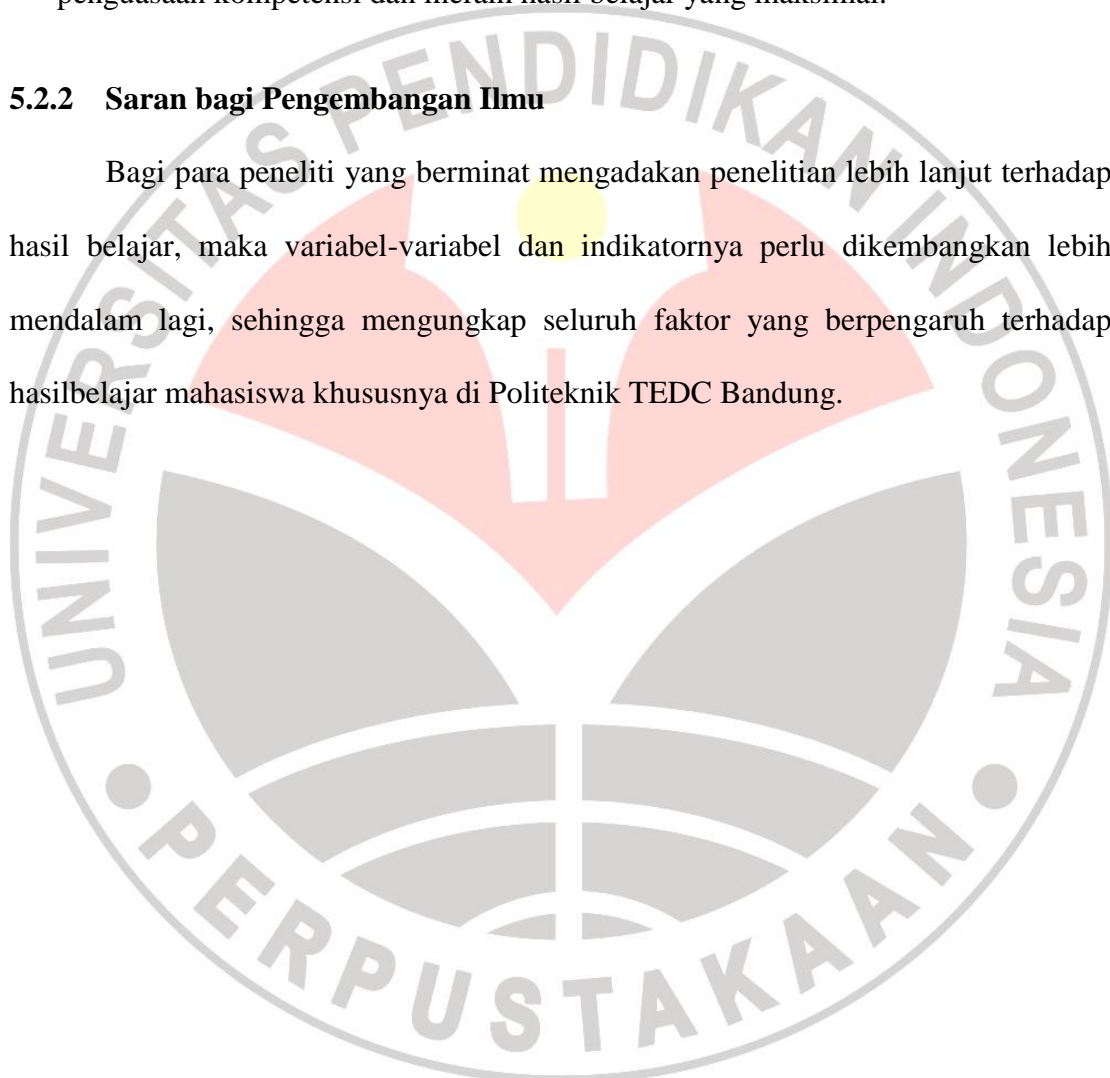 penguasaan kompetensi dan meraih hasil belajar yang maksimal.
5.2.2 Saran bagi Pengembangan Ilmu
Bagi para peneliti yang berminat mengadakan penelitian lebih lanjut terhadap
hasil belajar, maka variabel-variabel dan indikatornya perlu dikembangkan lebih
mendalam lagi, sehingga mengungkap seluruh faktor yang berpengaruh terhadap
hasilbelajar mahasiswa khususnya di Politeknik TEDC Bandung.
UNIVERSITAS PENDIDIKAN INDONESIA
PERPUSTAKAAN